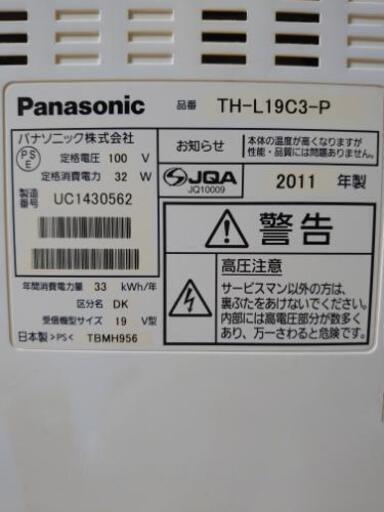 Panasonic 品番 TH-L19C3-P
パナソニック株式会社
PS
E
定格電圧 100 V
定格消費電力 32 W
製造
番号 UC1430562
お知らせ
本体の温度が高くなりますが
性能・品質には問題ありません。
JQA
JQ10009
2011 年製
警告
高圧注意
サービスマン以外の方は、
裏ぶたをあけないでください。
内部には高電圧部分が数多く
あり、万一さわると危険です。
年間消費電力量 33 kWh/年
区分名 DK
受信機型サイズ 19 V型
日本製 >PS< TBMH956